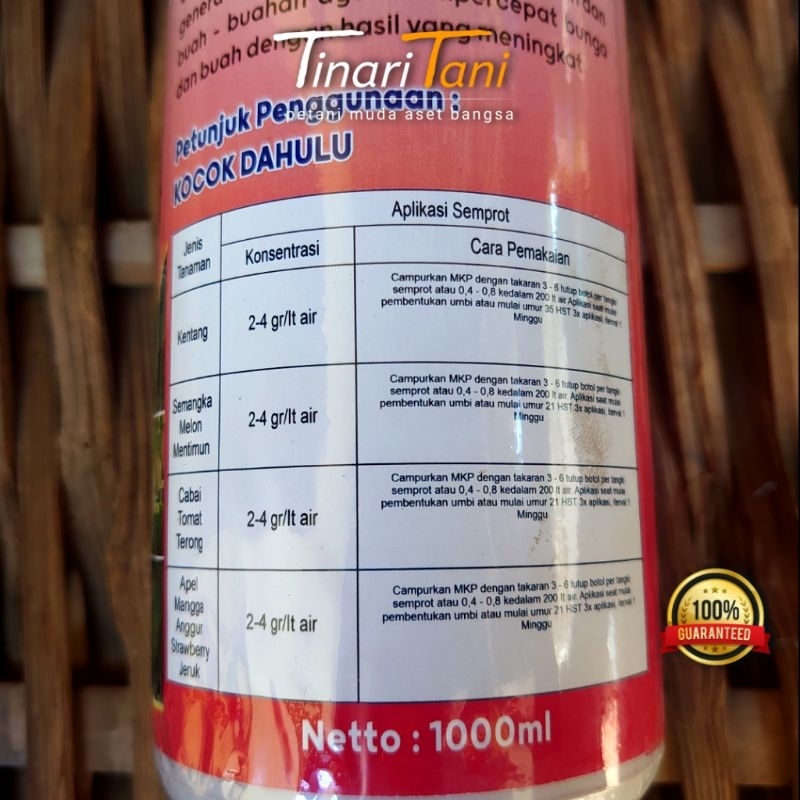 buah - buahan
dan buah dengan hasil yang meningkat
Tinari Tani
petani muda aset bangsa
Petunjuk Penggunaan :
KOCOK DAHULU
Jenis Tanaman
Aplikasi Semprot
Konsentrasi
Cara Pemakaian
Kentang
2-4 gr/lt air
Campurkan MKP dengan takaran 3 - 6 tutup botol per tangki
semprot atau 0,4 - 0,8 kedalam 200 lt air Aplikasi saat mulai
pembentukan umbi atau mulai umur 35 HST 3x aplikasi, iterval 1
Minggu
Semangka
Melon
Mentimun
2-4 gr/lt air
Campurkan MKP dengan takaran 3 - 6 tutup botol per tangki
semprot atau 0,4 - 0,8 kedalam 200 lt air. Aplikasi saat mulai
pembentukan umbi atau mulai umur 21 HST 3x aplikasi, iterval 1
Minggu
Cabai
Tomat
Terong
2-4 gr/lt air
Campurkan MKP dengan takaran 3 - 6 tutup botol per tangki
semprot atau 0,4 - 0,8 kedalam 200 lt air. Aplikasi saat mulai
pembentukan umbi atau mulai umur 21 HST 3x aplikasi, iterval 1
Minggu
Apel
Mangga
Anggur
Strawberry
Jeruk
2-4 gr/lt air
Campurkan MKP dengan takaran 3 - 6 tutup botol per tangki
semprot atau 0,4 - 0,8 kedalam 200 lt air. Aplikasi saat mulai
pembentukan umbi atau mulai umur 21 HST 3x aplikasi, iterval 1
Minggu
100%
GUARANTEED
Netto : 1000ml